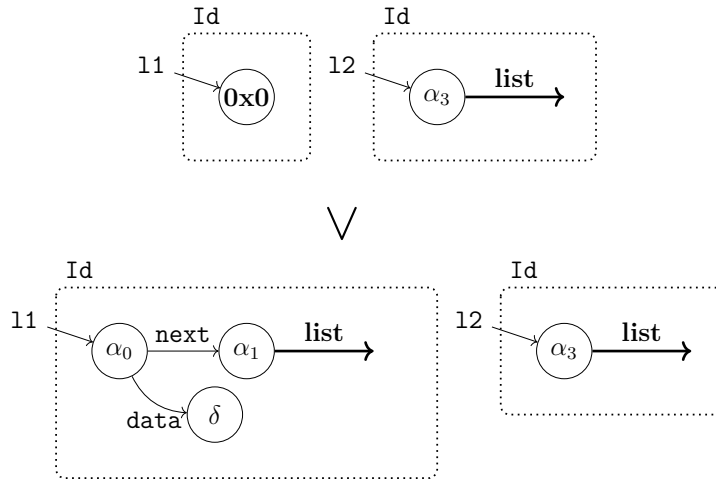 Id Id
l1 0x0 l2 α₃ list
∨
Id Id
l1 α₀ next α₁ list l2 α₃ list
data δ